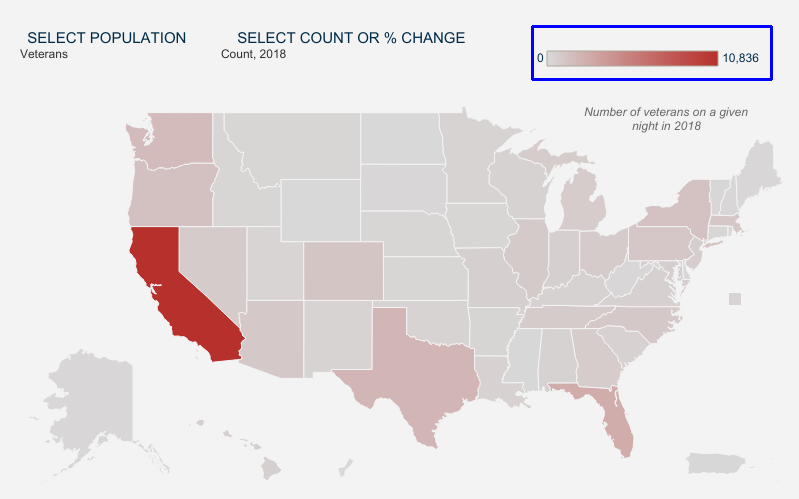 SELECT POPULATION
Veterans
SELECT COUNT OR % CHANGE
Count, 2018
0
10,836
Number of veterans on a given
night in 2018